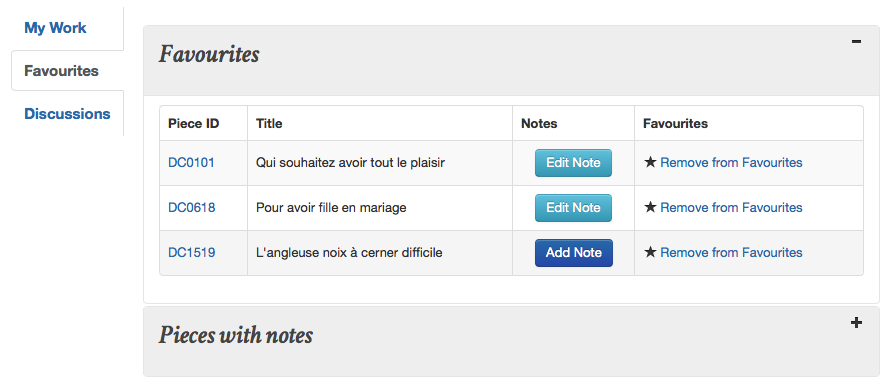 My Work
Favourites
Discussions
Favourites
Piece ID Title Notes Favourites
DC0101 Qui souhaitez avoir tout le plaisir Edit Note ★ Remove from Favourites
DC0618 Pour avoir fille en mariage Edit Note ★ Remove from Favourites
DC1519 L'angleuse noix à cerner difficile Add Note ★ Remove from Favourites
Pieces with notes